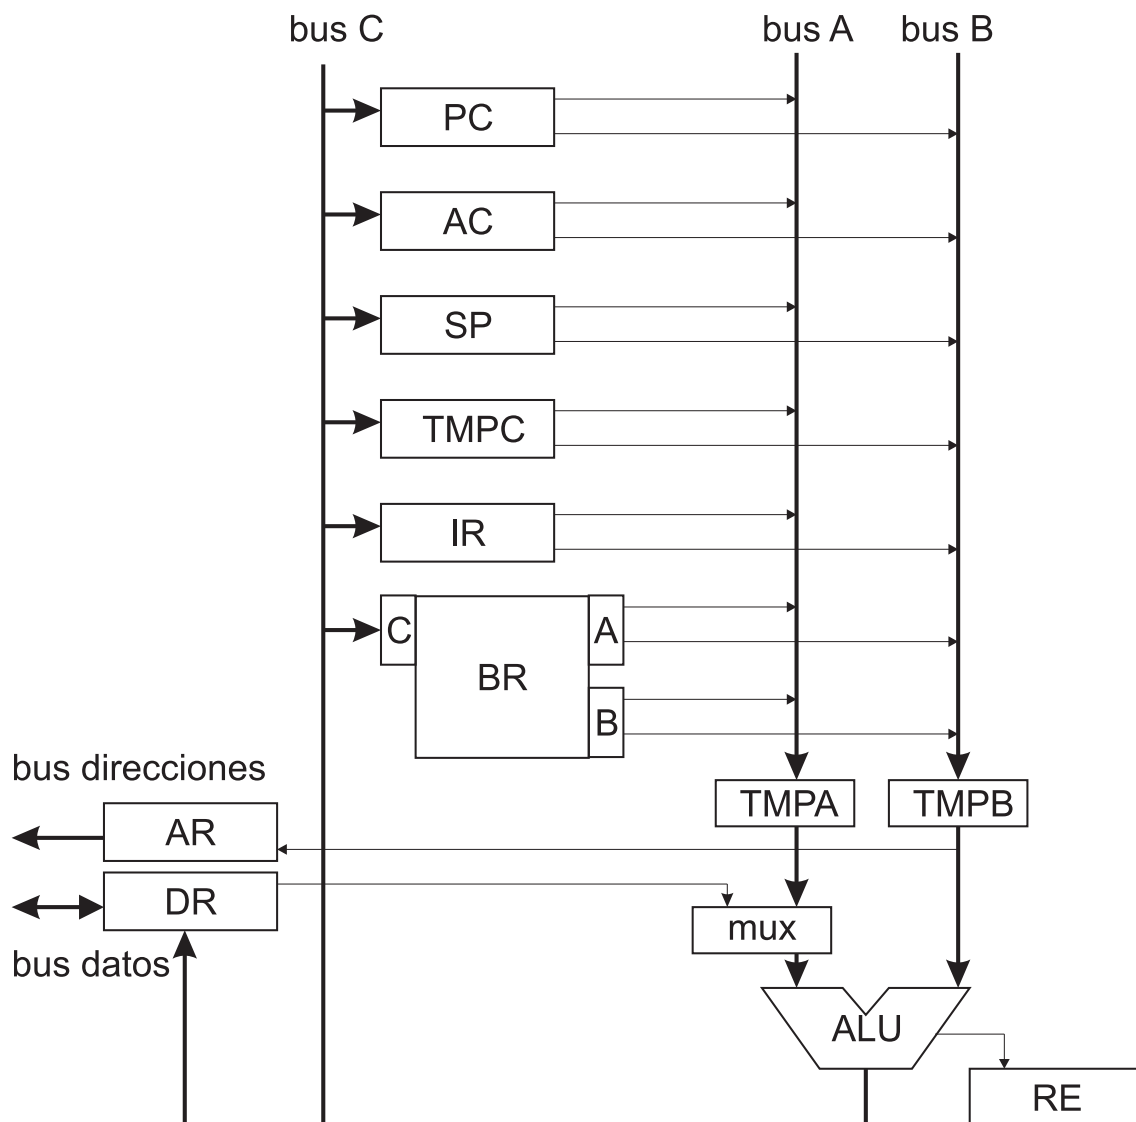 bus C bus A bus B
PC
AC
SP
TMPC
IR
C A
BR
B
bus direcciones
TMPA TMPB
AR
DR
mux
bus datos
ALU
RE